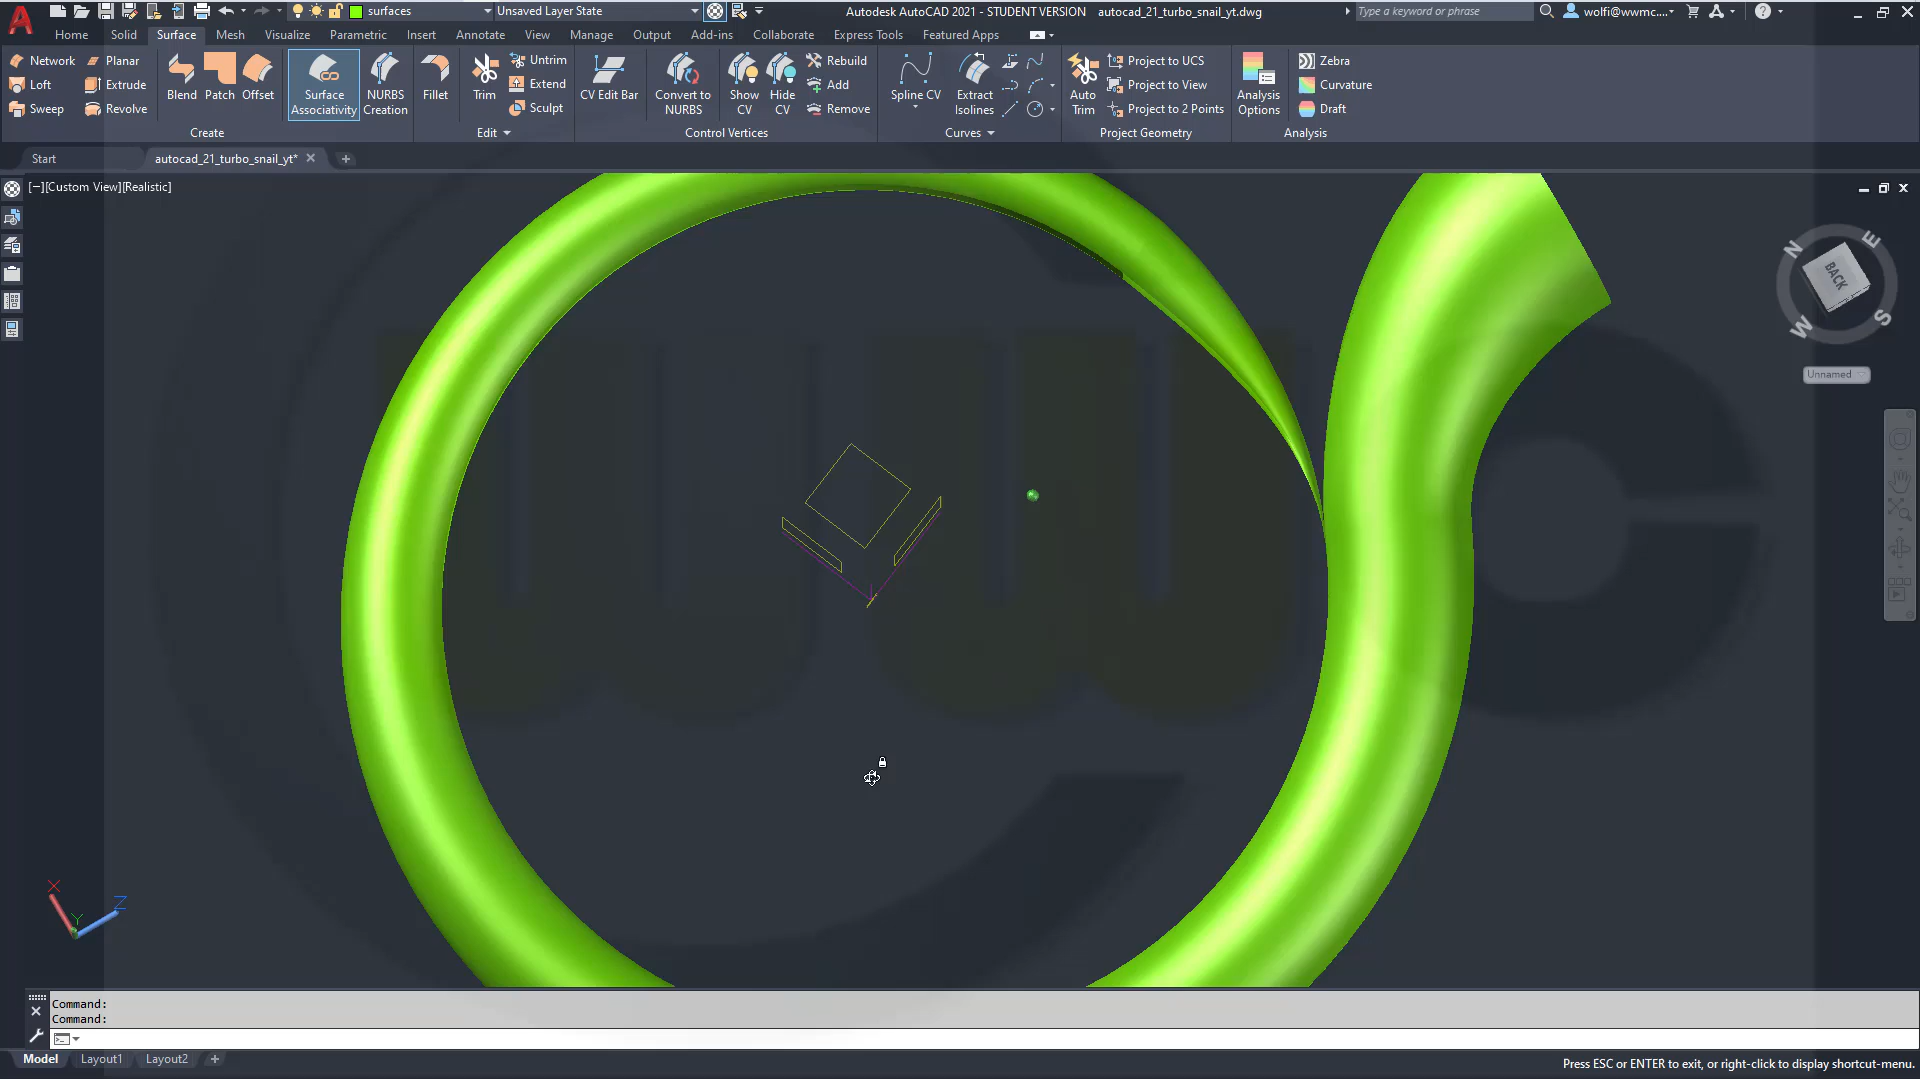 surfaces
Unsaved Layer State
Autodesk AutoCAD 2021 - STUDENT VERSION autocad_21_turbo_snail_yt.dwg
Type a keyword or phrase
wolfi@wwmc....
Home Solid Surface Mesh Visualize Parametric Insert Annotate View Manage Output Add-ins Collaborate Express Tools Featured Apps
Network Planar
Loft Extrude
Sweep Revolve
Blend Patch Offset
Surface Associativity
NURBS Creation
Fillet
Trim
Untrim
Extend
Sculpt
CV Edit Bar
Convert to NURBS
Show CV
Hide CV
Rebuild
Add
Remove
Spline CV
Extract Isolines
Auto Trim
Project to UCS
Project to View
Project to 2 Points
Analysis Options
Zebra
Curvature
Draft
Create Edit Control Vertices Curves Project Geometry Analysis
Start autocad_21_turbo_snail_yt*
[−][Custom View][Realistic]
N E
BACK
W S
Unnamed
wwc
X Y Z
Command:
Command:
Model Layout1 Layout2
Press ESC or ENTER to exit, or right-click to display shortcut-menu.